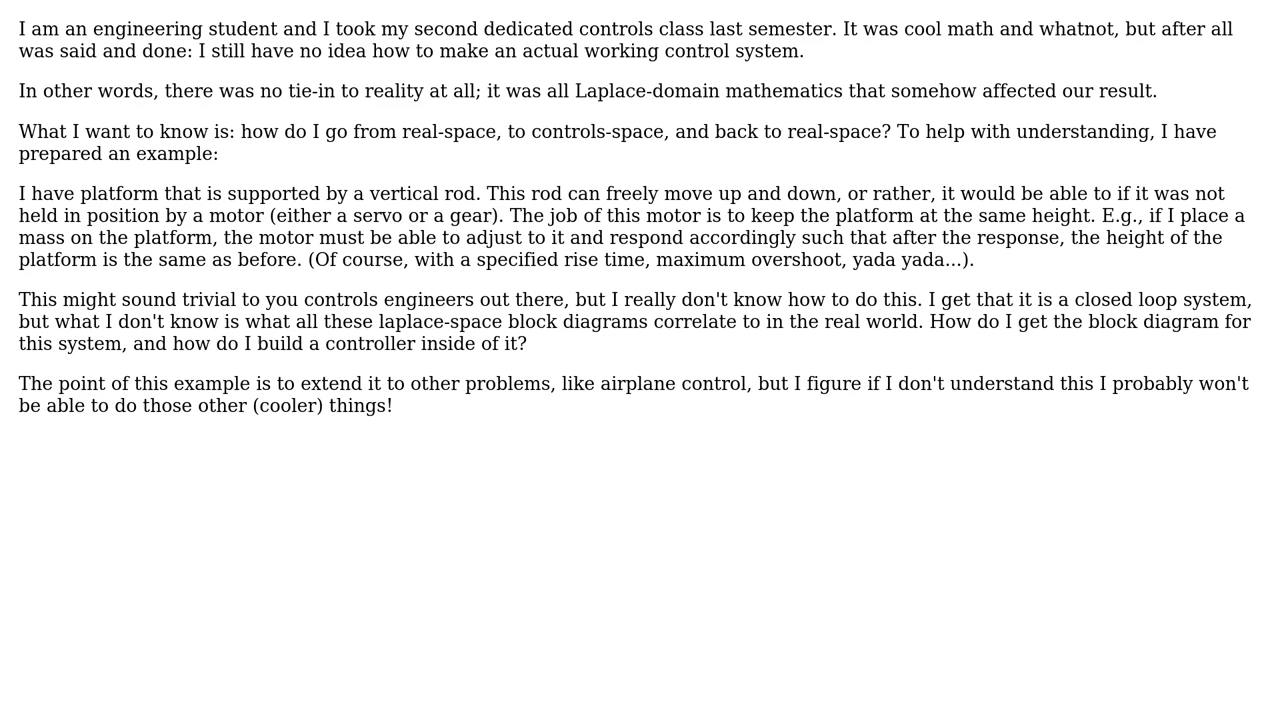 I am an engineering student and I took my second dedicated controls class last semester. It was cool math and whatnot, but after all
was said and done: I still have no idea how to make an actual working control system.
In other words, there was no tie-in to reality at all; it was all Laplace-domain mathematics that somehow affected our result.
What I want to know is: how do I go from real-space, to controls-space, and back to real-space? To help with understanding, I have
prepared an example:
I have platform that is supported by a vertical rod. This rod can freely move up and down, or rather, it would be able to if it was not
held in position by a motor (either a servo or a gear). The job of this motor is to keep the platform at the same height. E.g., if I place a
mass on the platform, the motor must be able to adjust to it and respond accordingly such that after the response, the height of the
platform is the same as before. (Of course, with a specified rise time, maximum overshoot, yada yada...).
This might sound trivial to you controls engineers out there, but I really don't know how to do this. I get that it is a closed loop system,
but what I don't know is what all these laplace-space block diagrams correlate to in the real world. How do I get the block diagram for
this system, and how do I build a controller inside of it?
The point of this example is to extend it to other problems, like airplane control, but I figure if I don't understand this I probably won't
be able to do those other (cooler) things!